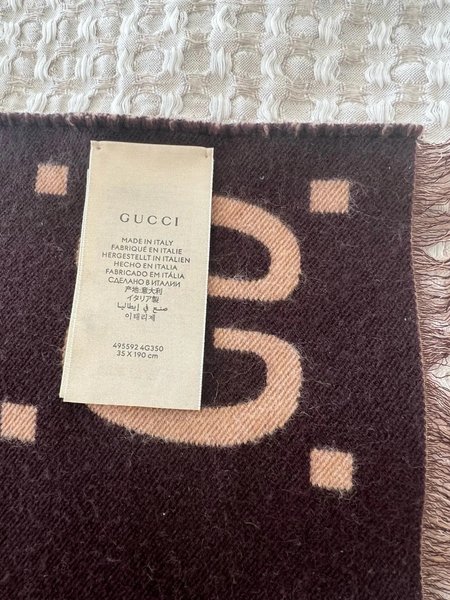 GUCCI
MADE IN ITALY
FABRIQUÉ EN ITALIE
HERGESTELLT IN ITALIEN
HECHO EN ITALIA
FABRICADO EM ITÁLIA
СДЕЛАНО В ИТАЛИИ
产地:意大利
イタリア製
صنع في إيطاليا
이태리제
495592 4G350
35 X 190 cm